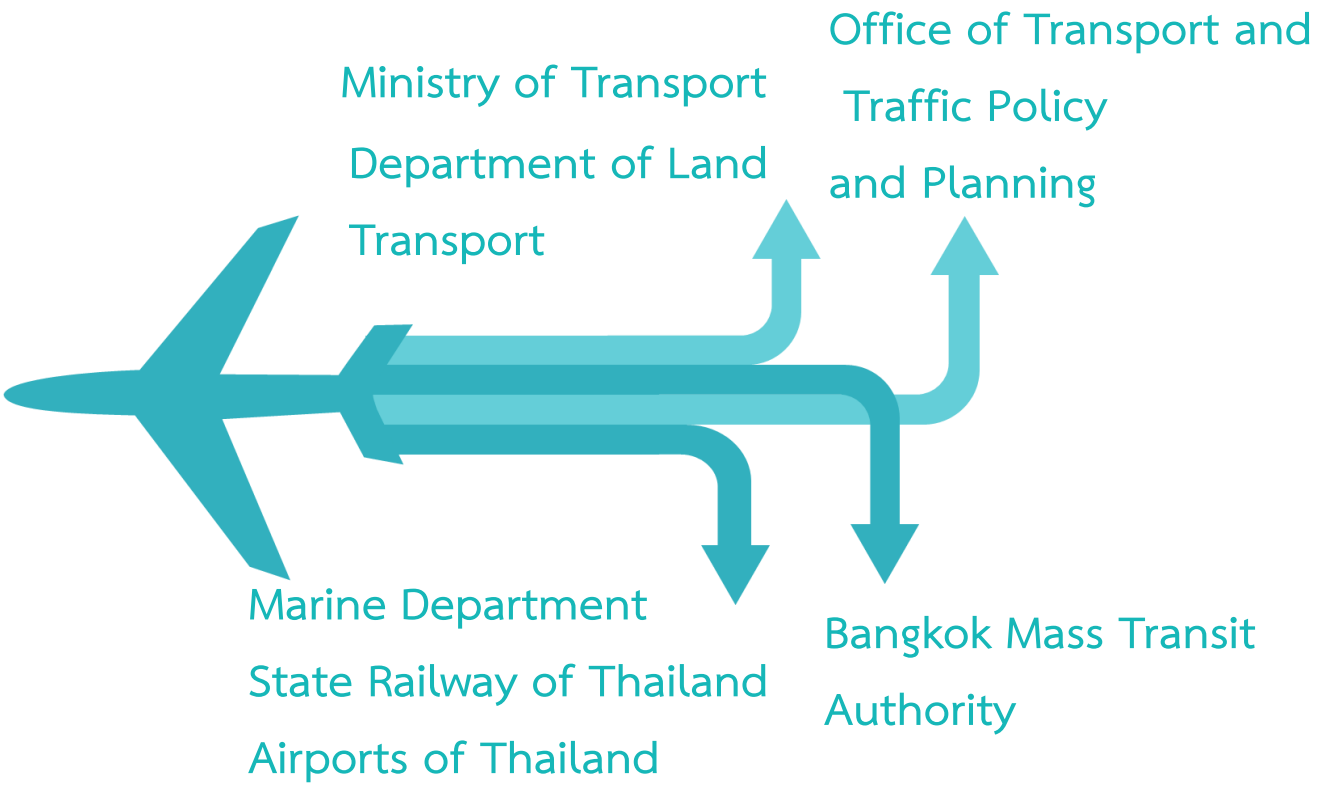 Ministry of Transport
Department of Land
Transport
Office of Transport and
Traffic Policy
and Planning
Marine Department
State Railway of Thailand
Airports of Thailand
Bangkok Mass Transit
Authority